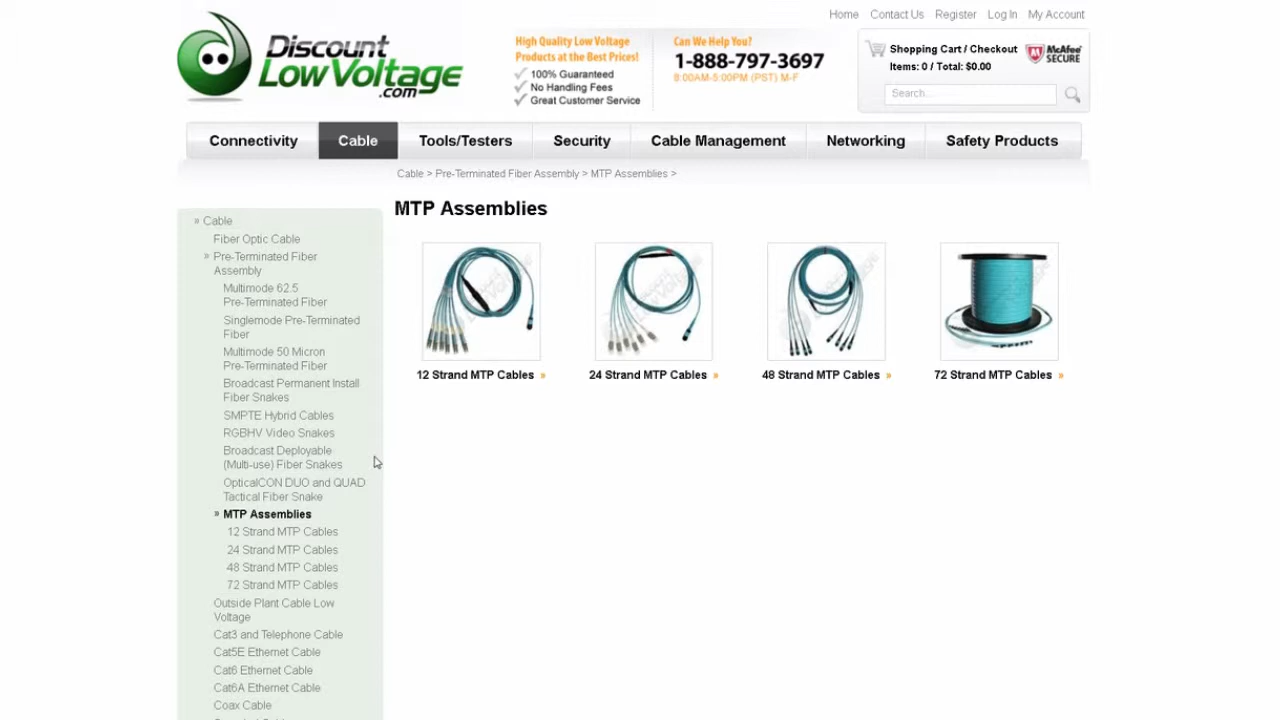 Home Contact Us Register Log In My Account
Discount
LowVoltage
.com
High Quality Low Voltage
Products at the Best Prices!
100% Guaranteed
No Handling Fees
Great Customer Service
Can We Help You?
1-888-797-3697
8:00AM-5:00PM (PST) M-F
Shopping Cart / Checkout
Items: 0 / Total: $0.00
McAfee
SECURE
Search...
Connectivity Cable Tools/Testers Security Cable Management Networking Safety Products
Cable > Pre-Terminated Fiber Assembly > MTP Assemblies >
» Cable
Fiber Optic Cable
» Pre-Terminated Fiber
Assembly
Multimode 62.5
Pre-Terminated Fiber
Singlemode Pre-Terminated
Fiber
Multimode 50 Micron
Pre-Terminated Fiber
Broadcast Permanent Install
Fiber Snakes
SMPTE Hybrid Cables
RGBHV Video Snakes
Broadcast Deployable
(Multi-use) Fiber Snakes
OpticalCON DUO and QUAD
Tactical Fiber Snake
» MTP Assemblies
12 Strand MTP Cables
24 Strand MTP Cables
48 Strand MTP Cables
72 Strand MTP Cables
Outside Plant Cable Low
Voltage
Cat3 and Telephone Cable
Cat5E Ethernet Cable
Cat6 Ethernet Cable
Cat6A Ethernet Cable
Coax Cable
MTP Assemblies
12 Strand MTP Cables »
24 Strand MTP Cables »
48 Strand MTP Cables »
72 Strand MTP Cables »